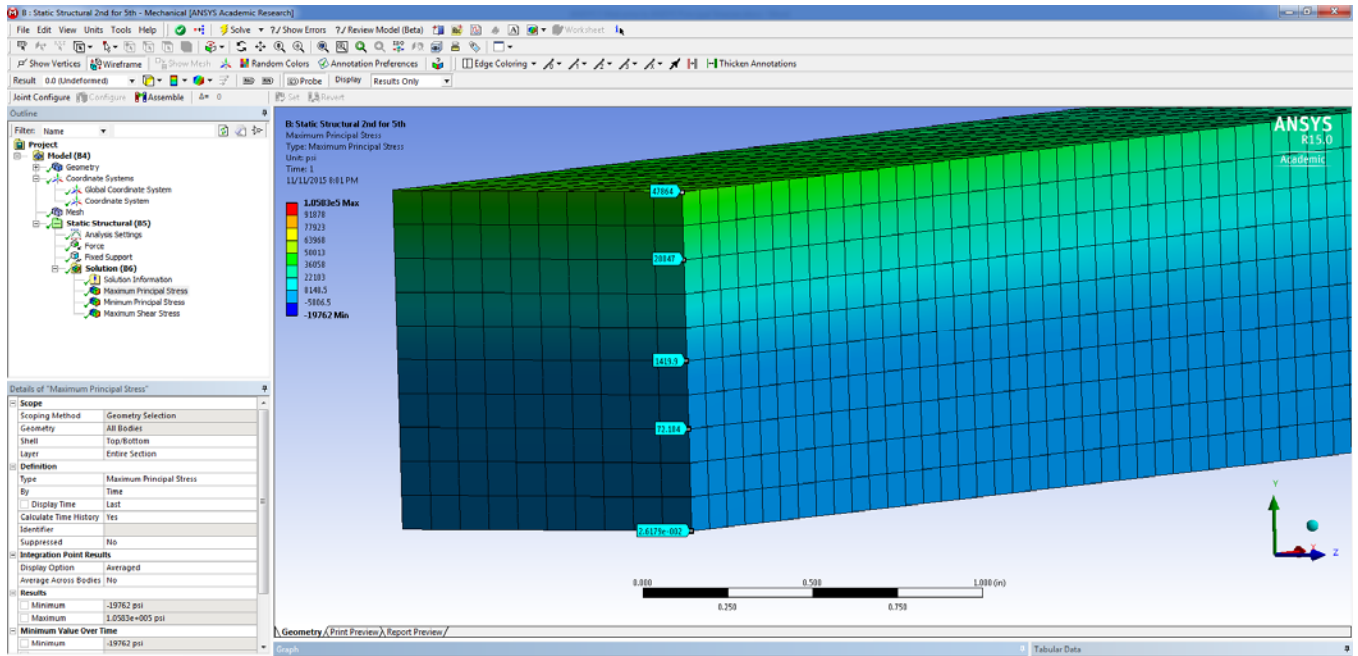 B : Static Structural 2nd for 5th - Mechanical [ANSYS Academic Research]
File Edit View Units Tools Help Solve ?/ Show Errors ?/ Review Model (Beta) A Worksheet
Show Vertices Wireframe Show Mesh Random Colors Annotation Preferences Edge Coloring Thicken Annotations
Result 0.0 (Undeformed) Probe Display Results Only
Joint Configure Configure Assemble Δ= 0 Set Revert
Outline
Filter: Name
Project
Model (B4)
Geometry
Coordinate Systems
Global Coordinate System
Coordinate System
Mesh
Static Structural (B5)
Analysis Settings
Force
Fixed Support
Solution (B6)
Solution Information
Maximum Principal Stress
Minimum Principal Stress
Maximum Shear Stress
Details of "Maximum Principal Stress"
Scope
Scoping Method Geometry Selection
Geometry All Bodies
Shell Top/Bottom
Layer Entire Section
Definition
Type Maximum Principal Stress
By Time
Display Time Last
Calculate Time History Yes
Identifier
Suppressed No
Integration Point Results
Display Option Averaged
Average Across Bodies No
Results
Minimum -19762 psi
Maximum 1.0583e+005 psi
Minimum Value Over Time
Minimum -19762 psi
B: Static Structural 2nd for 5th
Maximum Principal Stress
Type: Maximum Principal Stress
Unit: psi
Time: 1
11/11/2015 8:01 PM
1.0583e5 Max
91878
77923
63968
50013
36058
22103
8148.5
-5806.5
-19762 Min
47864
20847
1419.9
72.184
2.6179e-002
ANSYS
R15.0
Academic
Y
X
Z
0.000 0.500 1.000 (in)
0.250 0.750
Geometry Print Preview Report Preview
Graph
Tabular Data